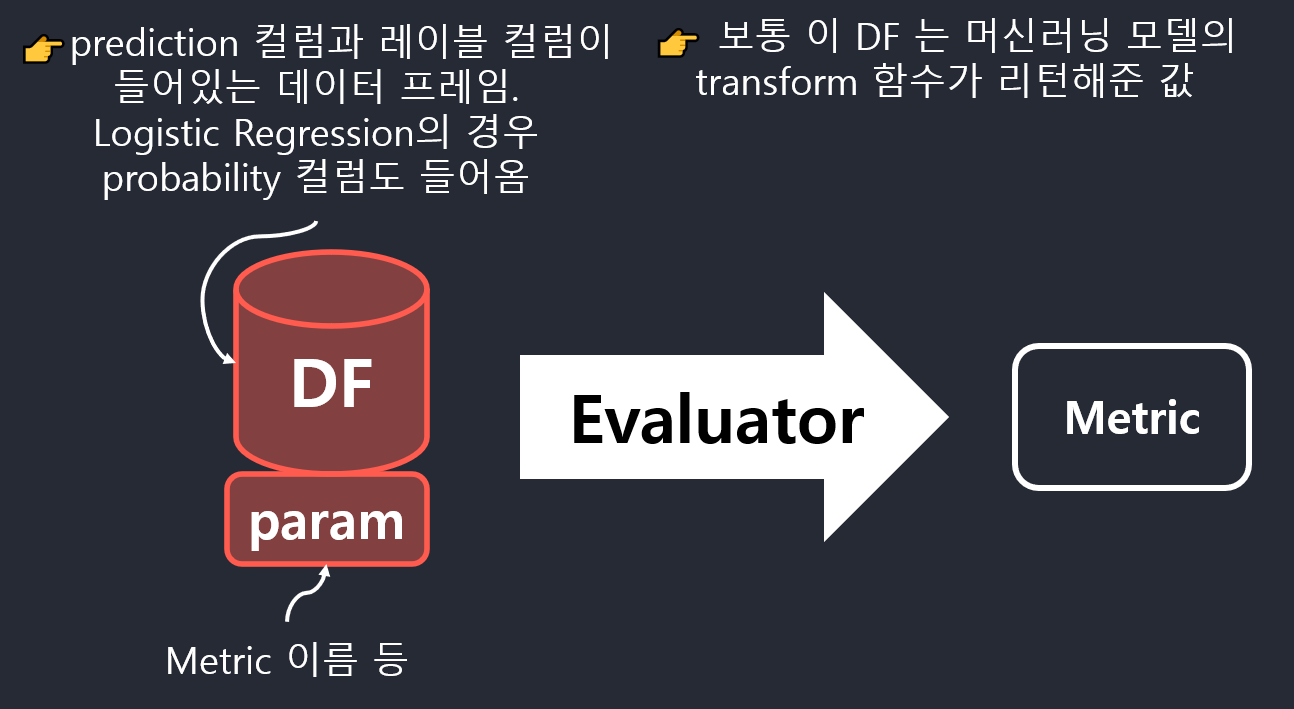 👉prediction 컬럼과 레이블 컬럼이
들어있는 데이터 프레임.
Logistic Regression의 경우
probability 컬럼도 들어옴
👉 보통 이 DF 는 머신러닝 모델의
transform 함수가 리턴해준 값
DF
param
Evaluator
Metric
Metric 이름 등